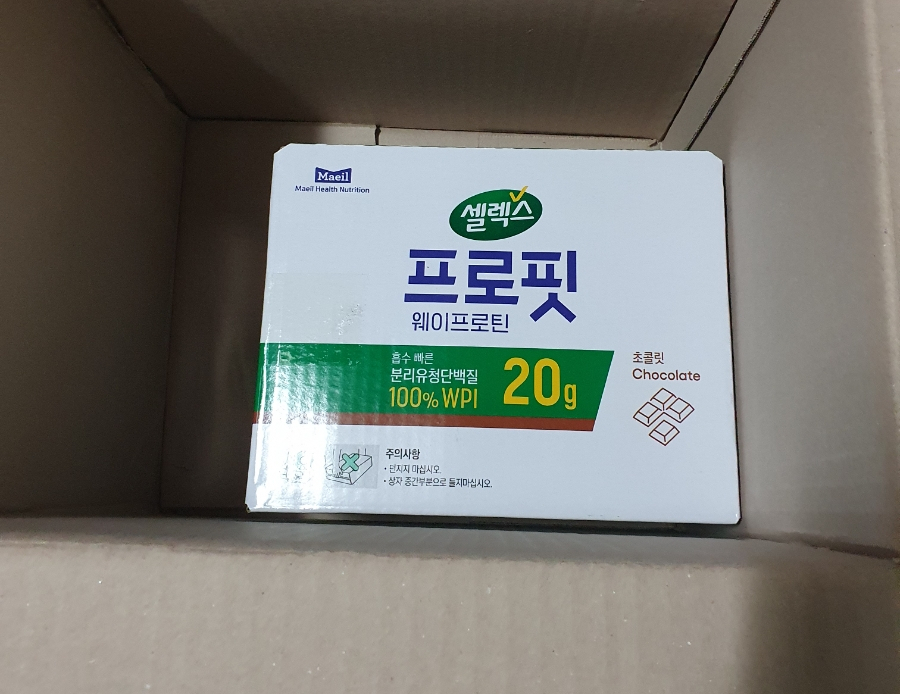 Maeil
Maeil Health Nutrition
셀렉스
프로핏
웨이프로틴
흡수 빠른
분리유청단백질
100% WPI
20g
초콜릿
Chocolate
주의사항
• 던지지 마십시오.
• 상자 중간부분으로 들지마십시오.